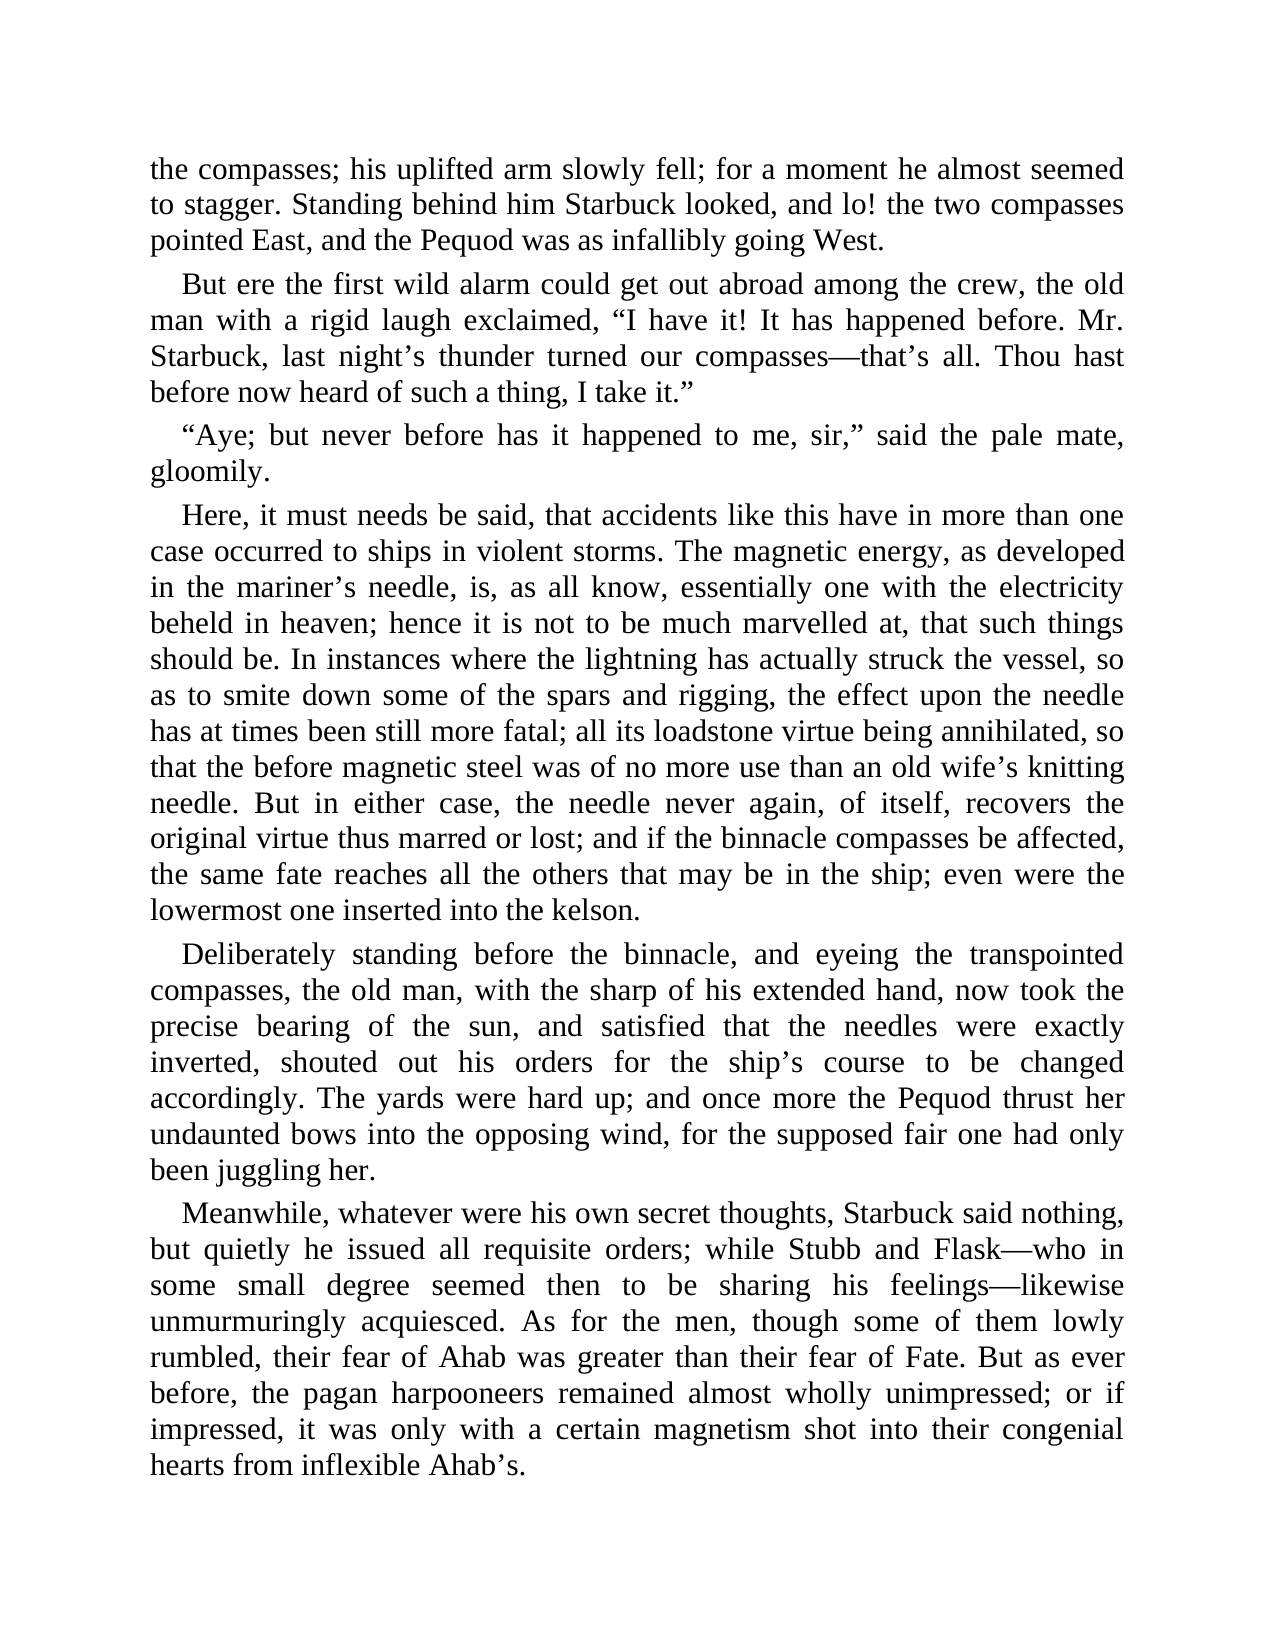 the compasses; his uplifted arm slowly fell; for a moment he almost seemed
to stagger. Standing behind him Starbuck looked, and lo! the two compasses
pointed East, and the Pequod was as infallibly going West.
But ere the first wild alarm could get out abroad among the crew, the old
man with a rigid laugh exclaimed, “I have it! It has happened before. Mr.
Starbuck, last night’s thunder turned our compasses—that’s all. Thou hast
before now heard of such a thing, I take it.”
“Aye; but never before has it happened to me, sir,” said the pale mate,
gloomily.
Here, it must needs be said, that accidents like this have in more than one
case occurred to ships in violent storms. The magnetic energy, as developed
in the mariner’s needle, is, as all know, essentially one with the electricity
beheld in heaven; hence it is not to be much marvelled at, that such things
should be. In instances where the lightning has actually struck the vessel, so
as to smite down some of the spars and rigging, the effect upon the needle
has at times been still more fatal; all its loadstone virtue being annihilated, so
that the before magnetic steel was of no more use than an old wife’s knitting
needle. But in either case, the needle never again, of itself, recovers the
original virtue thus marred or lost; and if the binnacle compasses be affected,
the same fate reaches all the others that may be in the ship; even were the
lowermost one inserted into the kelson.
Deliberately standing before the binnacle, and eyeing the transpointed
compasses, the old man, with the sharp of his extended hand, now took the
precise bearing of the sun, and satisfied that the needles were exactly
inverted, shouted out his orders for the ship’s course to be changed
accordingly. The yards were hard up; and once more the Pequod thrust her
undaunted bows into the opposing wind, for the supposed fair one had only
been juggling her.
Meanwhile, whatever were his own secret thoughts, Starbuck said nothing,
but quietly he issued all requisite orders; while Stubb and Flask—who in
some small degree seemed then to be sharing his feelings—likewise
unmurmuringly acquiesced. As for the men, though some of them lowly
rumbled, their fear of Ahab was greater than their fear of Fate. But as ever
before, the pagan harpooneers remained almost wholly unimpressed; or if
impressed, it was only with a certain magnetism shot into their congenial
hearts from inflexible Ahab’s.